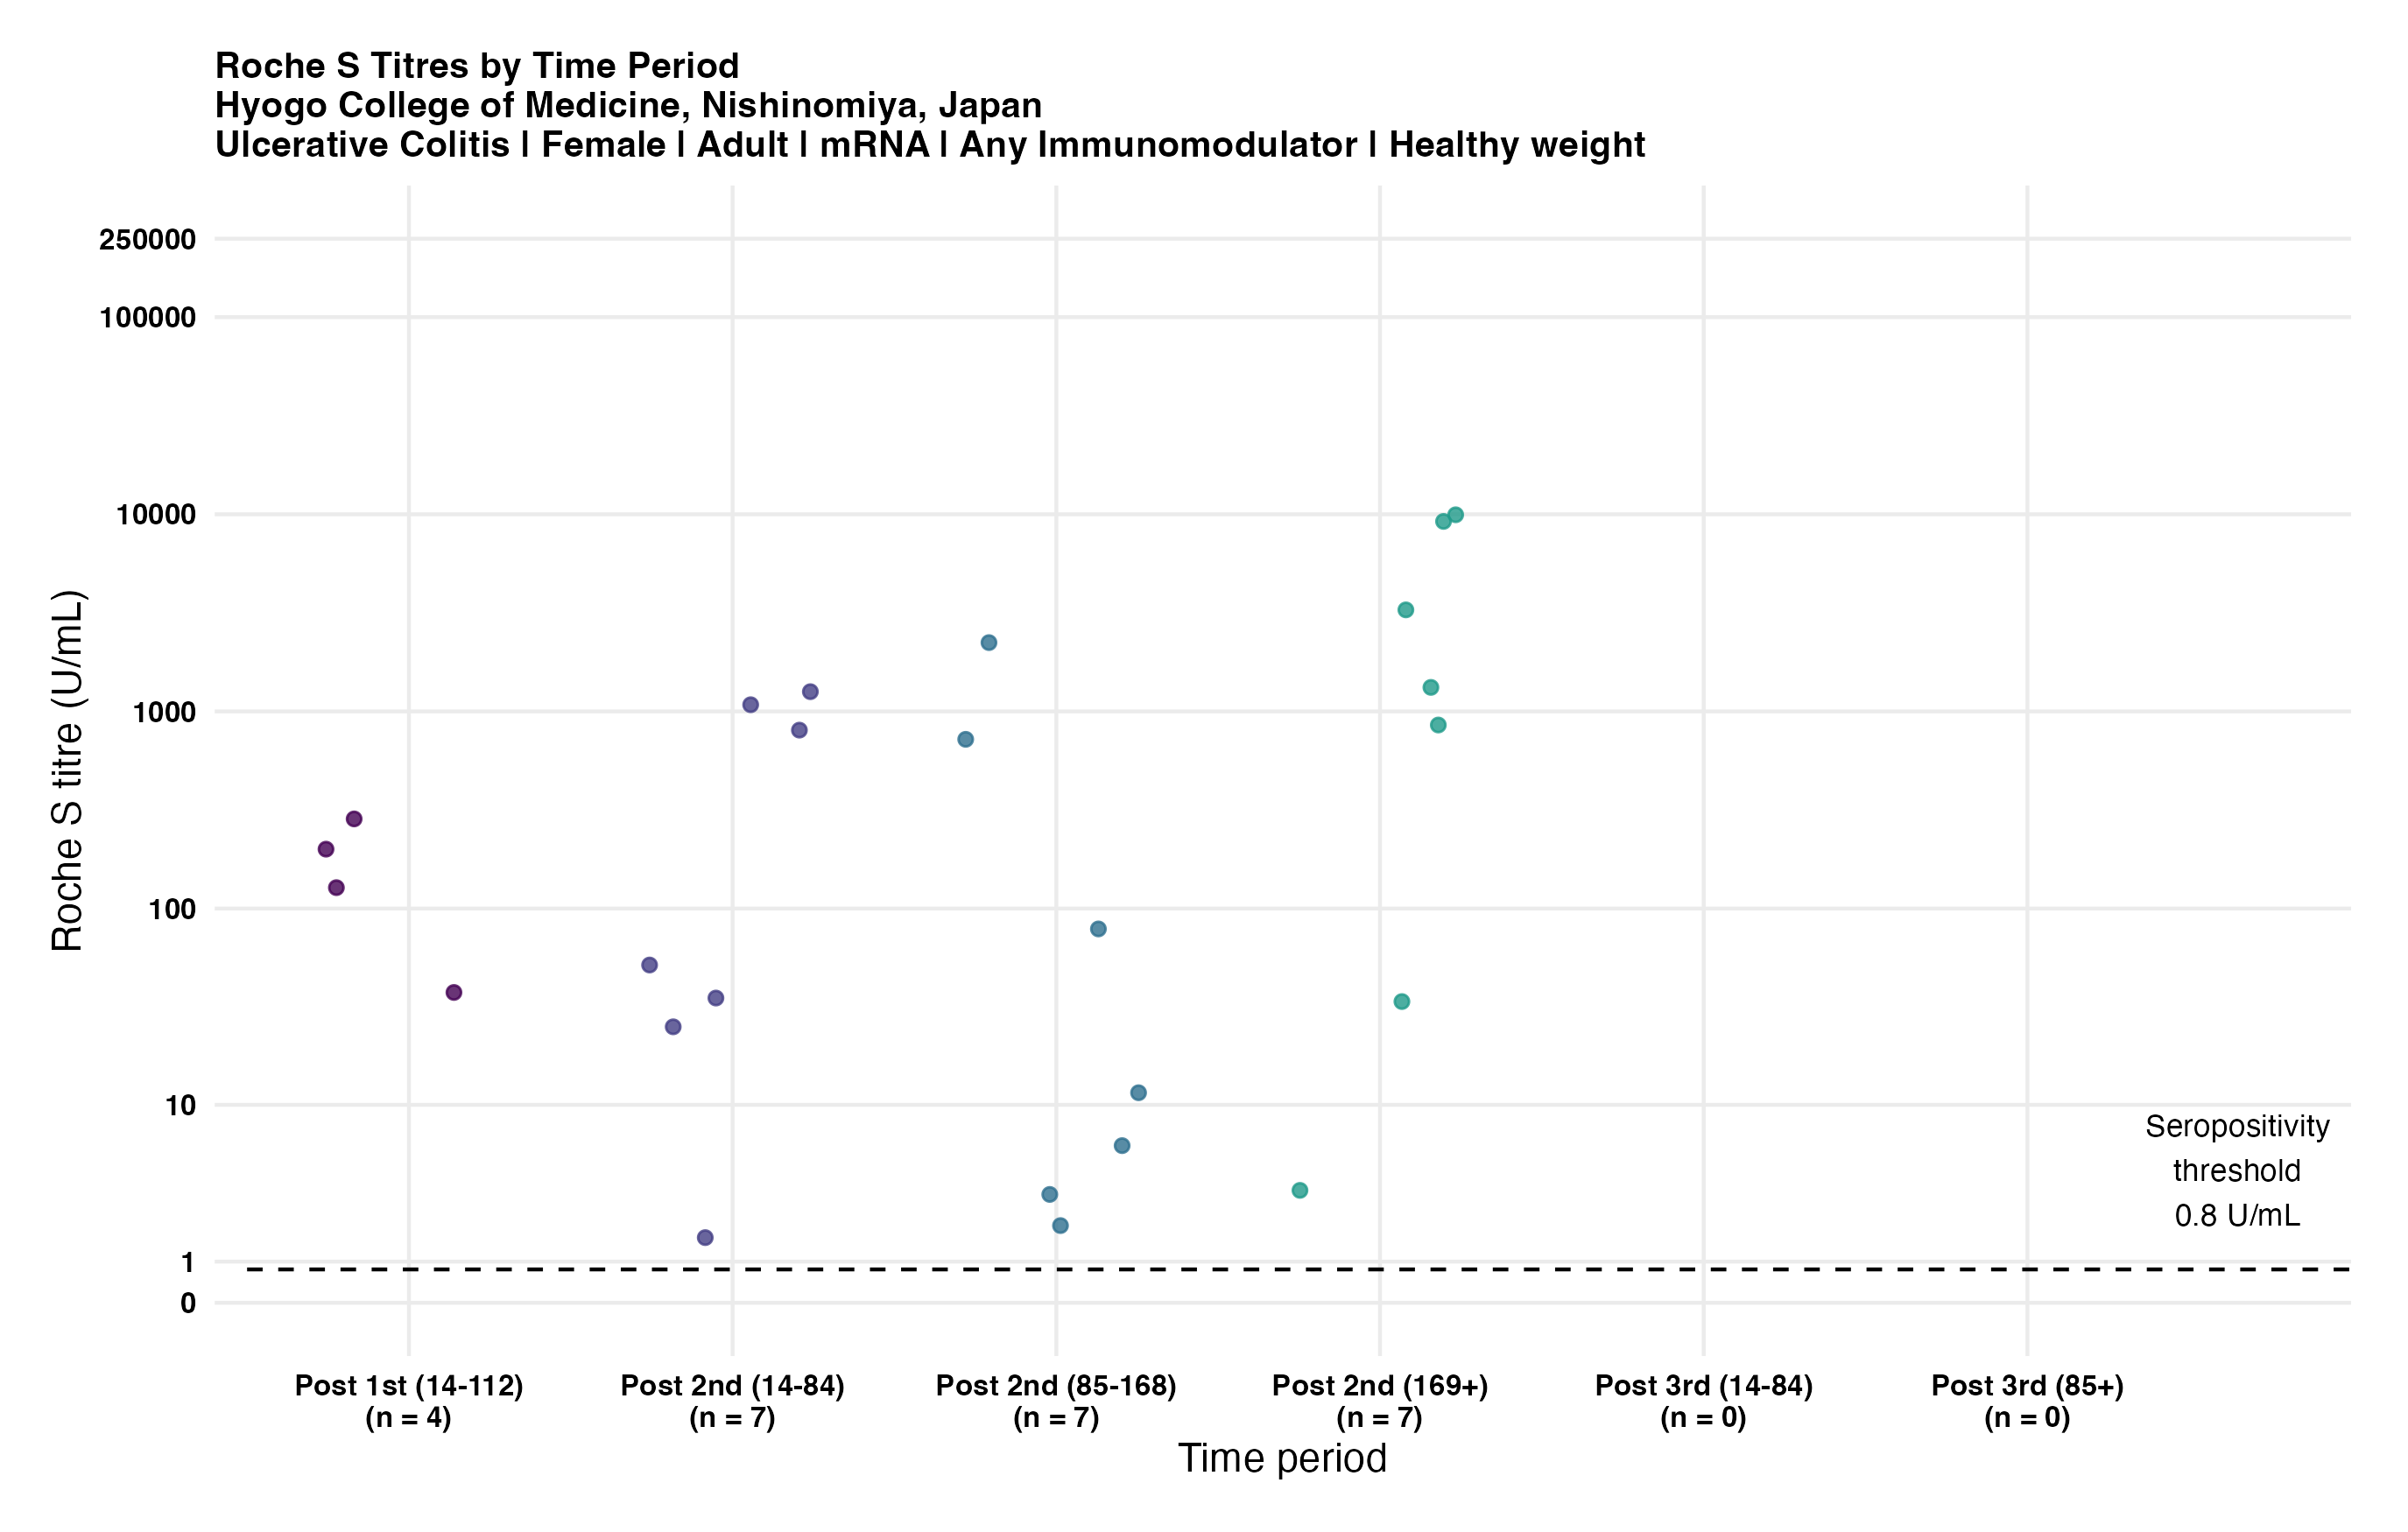 Roche S Titres by Time Period
Hyogo College of Medicine, Nishinomiya, Japan
Ulcerative Colitis | Female | Adult | mRNA | Any Immunomodulator | Healthy weight
Roche S titre (U/mL)
250000
100000
10000
1000
100
10
1
0
Seropositivity
threshold
0.8 U/mL
Post 1st (14-112)
(n = 4)
Post 2nd (14-84)
(n = 7)
Post 2nd (85-168)
(n = 7)
Post 2nd (169+)
(n = 7)
Post 3rd (14-84)
(n = 0)
Post 3rd (85+)
(n = 0)
Time period